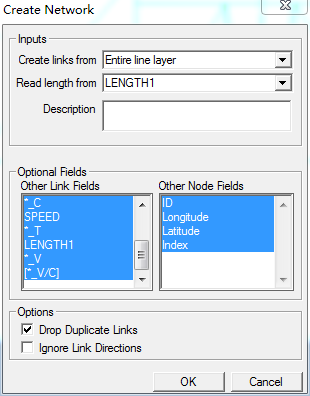 Create Network
Inputs
Create links from Entire line layer
Read length from LENGTH1
Description
Optional Fields
Other Link Fields
*_C
SPEED
*_T
LENGTH1
*_V
[*_V/C]
Other Node Fields
ID
Longitude
Latitude
Index
Options
Drop Duplicate Links
Ignore Link Directions
OK Cancel